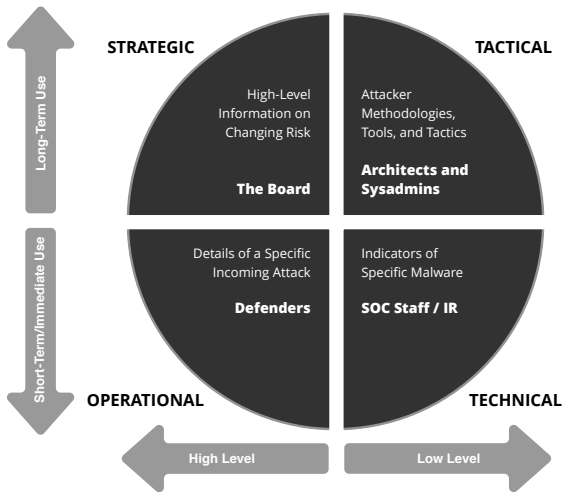 STRATEGIC
TACTICAL
Long-Term Use
High-Level
Information on
Changing Risk
The Board
Attacker
Methodologies,
Tools, and Tactics
Architects and
Sysadmins
Short-Term/Immediate Use
Details of a Specific
Incoming Attack
Defenders
Indicators of
Specific Malware
SOC Staff / IR
OPERATIONAL
TECHNICAL
High Level
Low Level